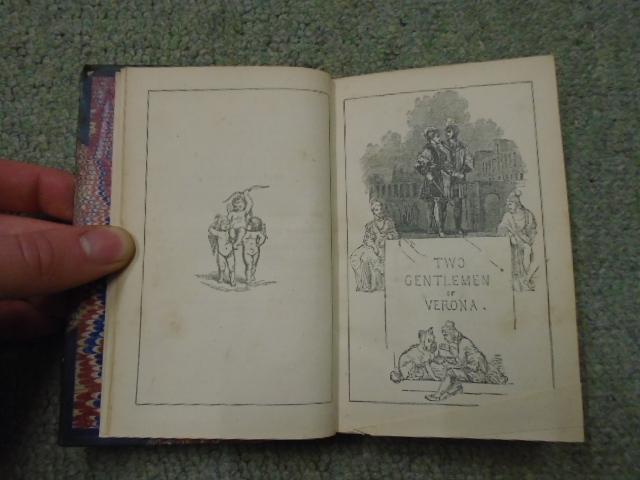 TWO
GENTLEMEN
OF
VERONA.